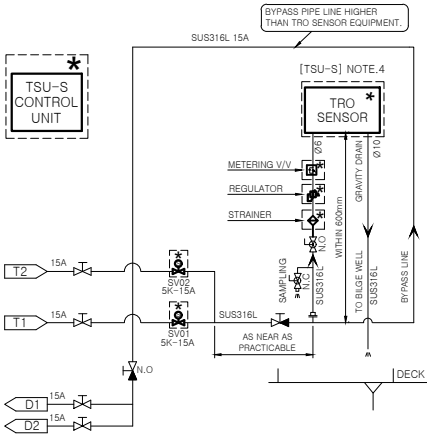 BYPASS PIPE LINE HIGHER
THAN TRO SENSOR EQUIPMENT.
SUS316L 15A
*
TSU-S
CONTROL
UNIT
[TSU-S] NOTE.4
TRO *
SENSOR
Ø6
Ø10
METERING V/V
*
REGULATOR
*
STRAINER
*
N.O
GRAVITY DRAIN
WITHIN 600mm
SAMPLING
N.C
SUS316L
TO BILGE WELL
SUS316L
BYPASS LINE
T2
15A
*
SV02
5K-15A
T1
15A
*
SV01
5K-15A
SUS316L
AS NEAR AS
PRACTICABLE
N.O
DECK
D1
15A
D2
15A